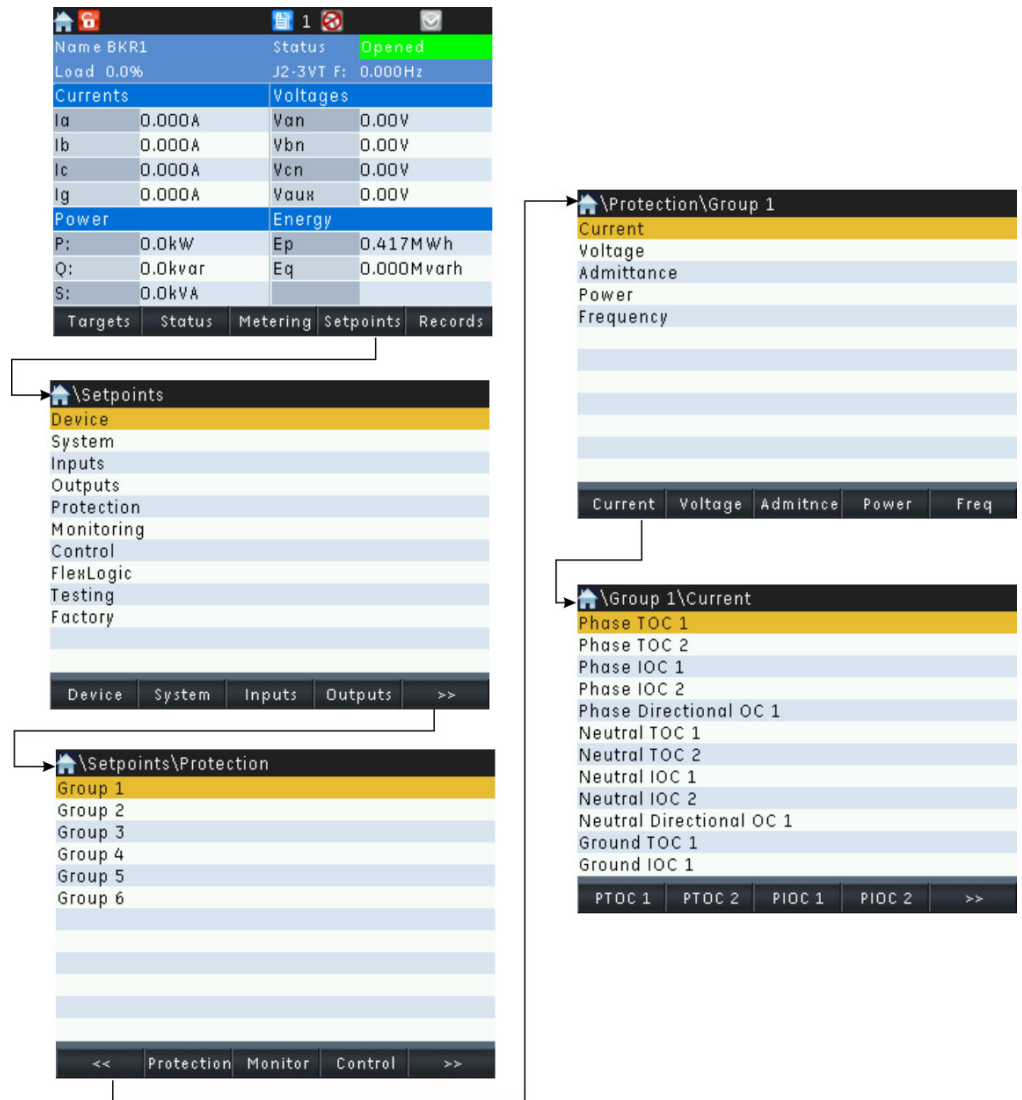 1
Name BKR1 Status Opened
Load 0.0% J2-3VT F: 0.000Hz
Currents Voltages
Ia 0.000A Van 0.00V
Ib 0.000A Vbn 0.00V
Ic 0.000A Vcn 0.00V
Ig 0.000A Vaux 0.00V
Power Energy
P: 0.0kW Ep 0.417MWh
Q: 0.0kvar Eq 0.000Mvarh
S: 0.0kVA
Targets Status Metering Setpoints Records
\Setpoints
Device
System
Inputs
Outputs
Protection
Monitoring
Control
FlexLogic
Testing
Factory
Device System Inputs Outputs >>
\Setpoints\Protection
Group 1
Group 2
Group 3
Group 4
Group 5
Group 6
<< Protection Monitor Control >>
\Protection\Group 1
Current
Voltage
Admittance
Power
Frequency
Current Voltage Admitnce Power Freq
\Group 1\Current
Phase TOC 1
Phase TOC 2
Phase IOC 1
Phase IOC 2
Phase Directional OC 1
Neutral TOC 1
Neutral TOC 2
Neutral IOC 1
Neutral IOC 2
Neutral Directional OC 1
Ground TOC 1
Ground IOC 1
PTOC 1 PTOC 2 PIOC 1 PIOC 2 >>